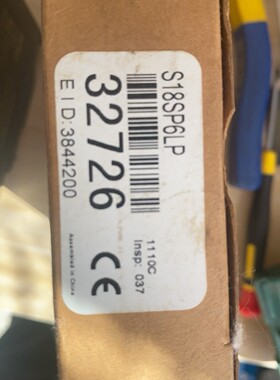 S18SP6LP
32726
E I D: 3844200
1110C
Insp: 037
CE
Assembled in China